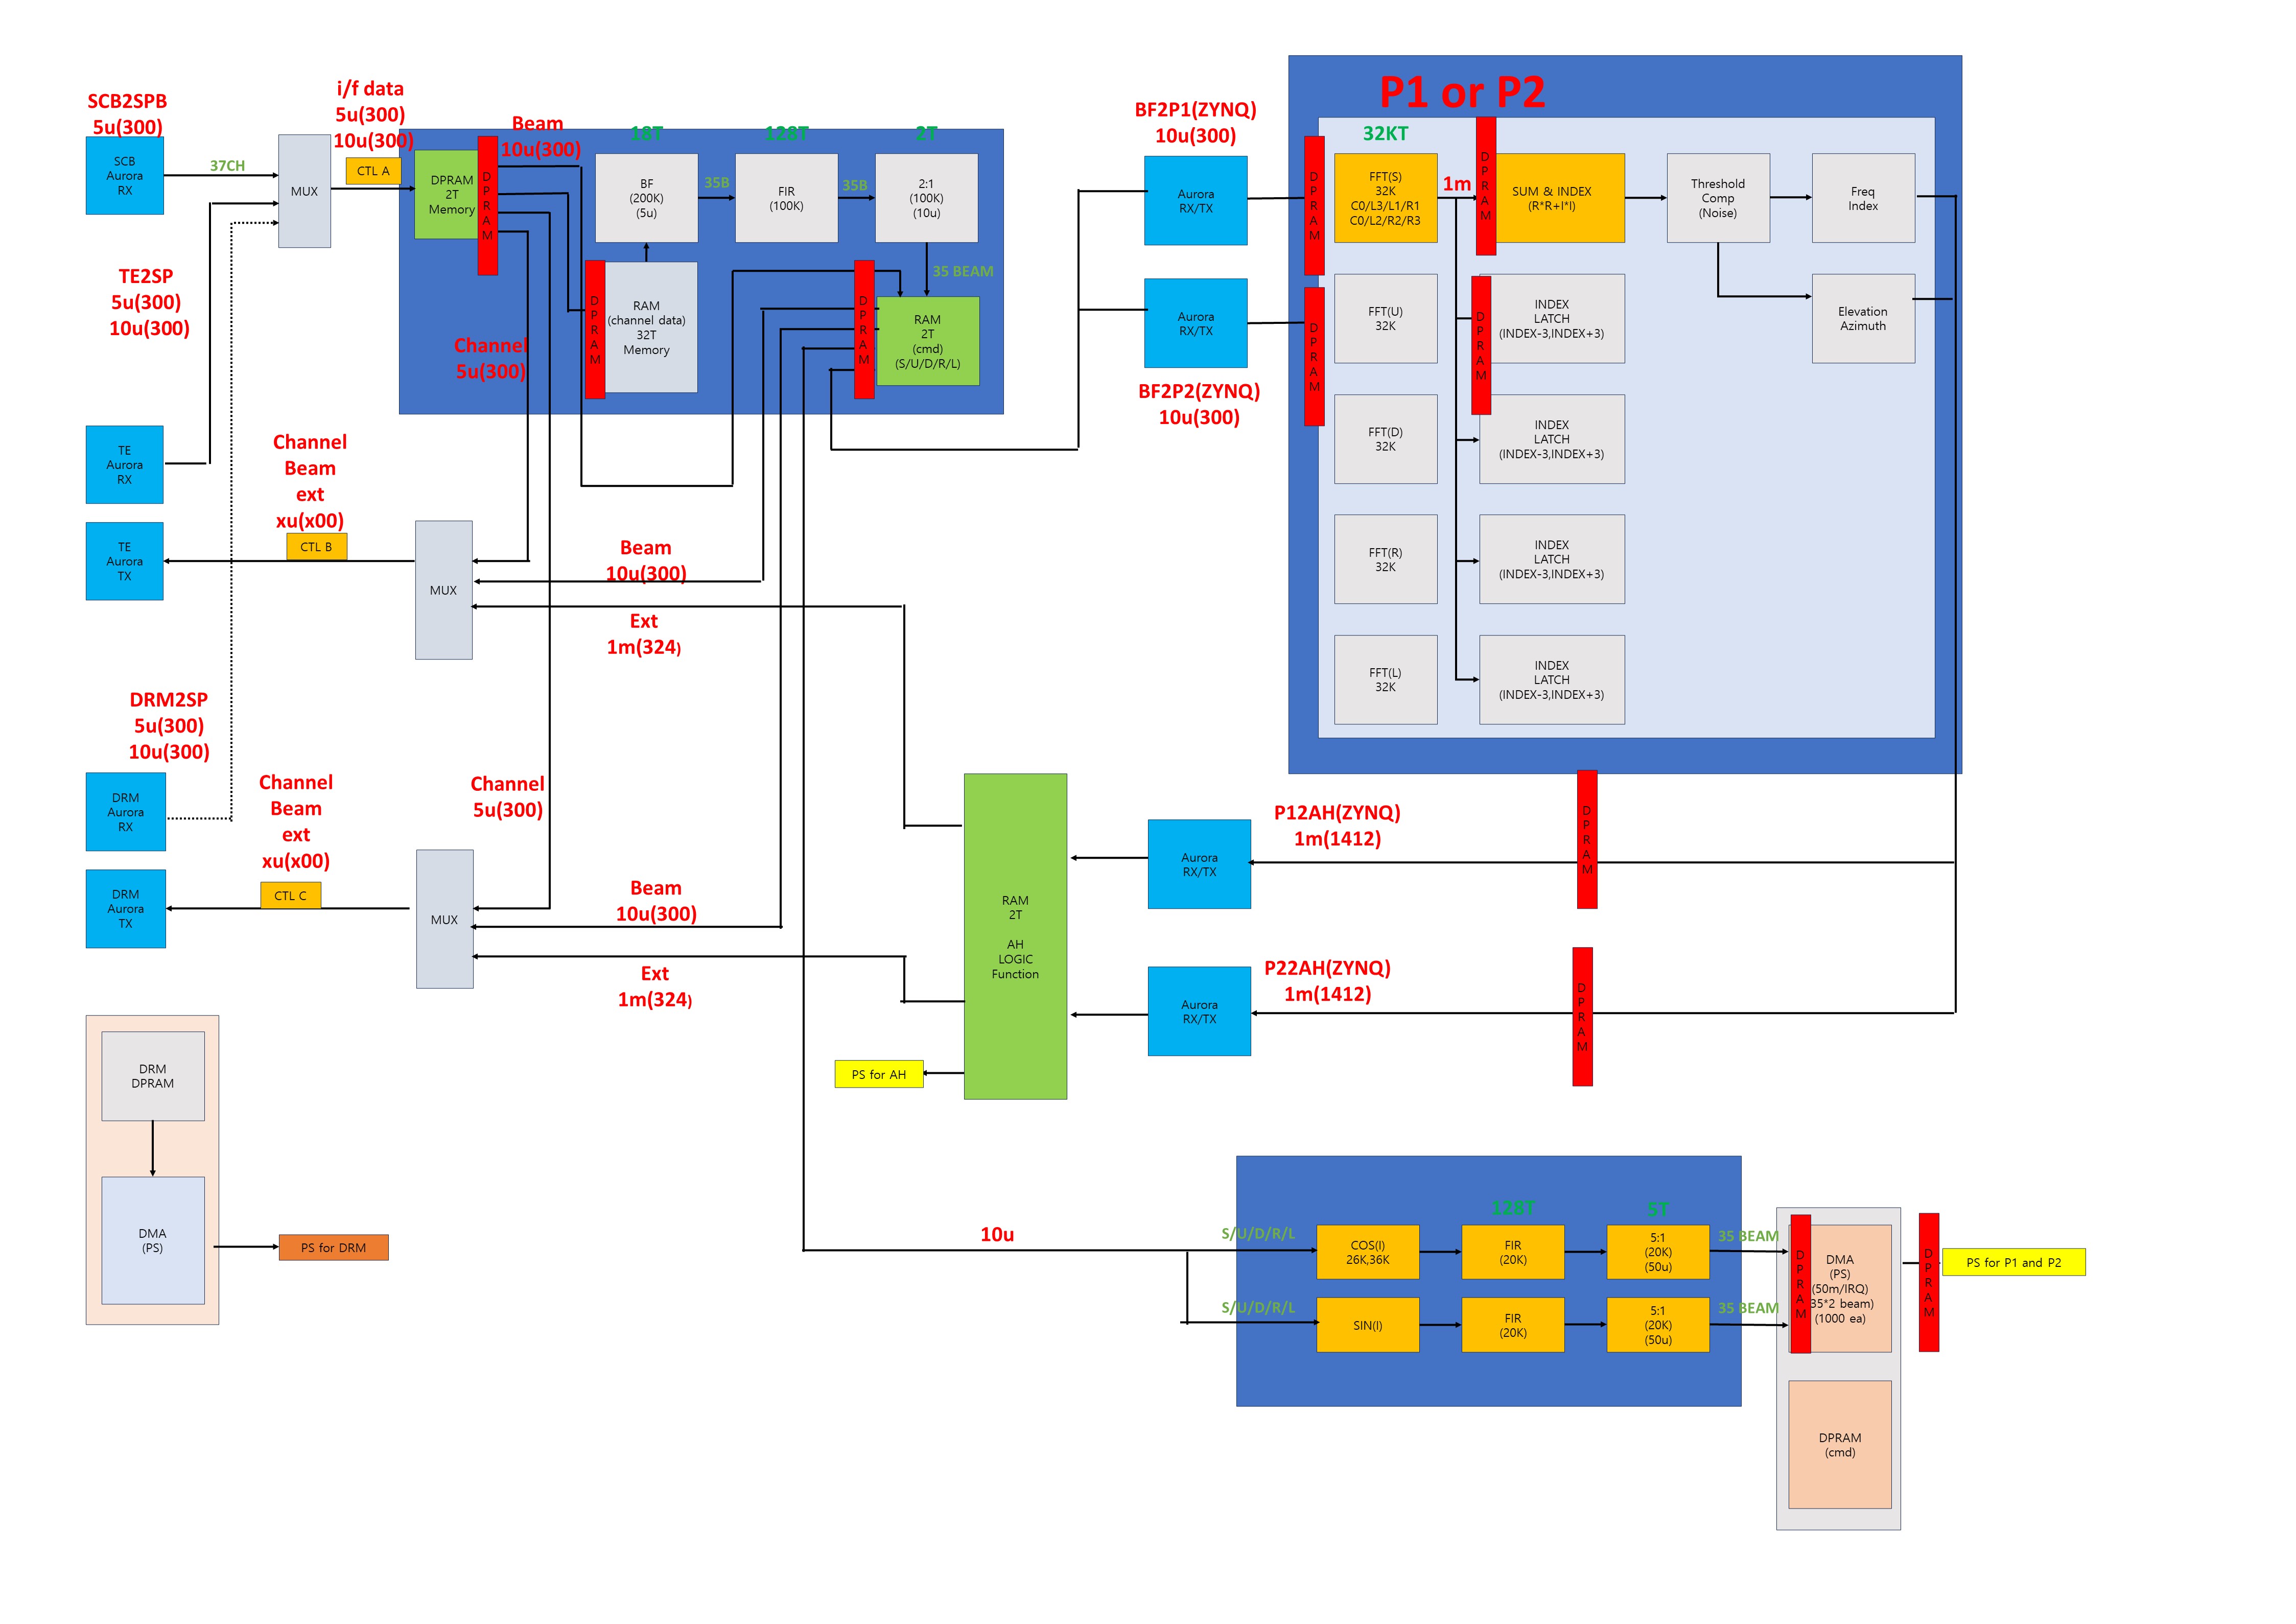 P1 or P2
SCB2SPB
5u(300)
i/f data
5u(300)
10u(300)
SCB
Aurora
RX
37CH
MUX
CTL A
TE2SP
5u(300)
10u(300)
DPRAM
2T
Memory
DPRAM
Beam
10u(300)
18T
128T
2T
BF
(200K)
(5u)
35B
FIR
(100K)
35B
2:1
(100K)
(10u)
35 BEAM
DPRAM
RAM
(channel data)
32T
Memory
DPRAM
RAM
2T
(cmd)
(S/U/D/R/L)
Channel
5u(300)
BF2P1(ZYNQ)
10u(300)
Aurora
RX/TX
Aurora
RX/TX
BF2P2(ZYNQ)
10u(300)
DPRAM
DPRAM
32KT
FFT(S)
32K
C0/L3/L1/R1
C0/L2/R2/R3
1m
DPRAM
SUM & INDEX
(R*R+I*I)
Threshold
Comp
(Noise)
Freq
Index
FFT(U)
32K
DPRAM
INDEX
LATCH
(INDEX-3,INDEX+3)
Elevation
Azimuth
FFT(D)
32K
INDEX
LATCH
(INDEX-3,INDEX+3)
FFT(R)
32K
INDEX
LATCH
(INDEX-3,INDEX+3)
FFT(L)
32K
INDEX
LATCH
(INDEX-3,INDEX+3)
TE
Aurora
RX
Channel
Beam
ext
xu(x00)
TE
Aurora
TX
CTL B
MUX
Beam
10u(300)
Ext
1m(324)
DRM2SP
5u(300)
10u(300)
DRM
Aurora
RX
Channel
Beam
ext
xu(x00)
DRM
Aurora
TX
CTL C
MUX
Channel
5u(300)
Beam
10u(300)
Ext
1m(324)
RAM
2T
AH
LOGIC
Function
PS for AH
Aurora
RX/TX
P12AH(ZYNQ)
1m(1412)
DPRAM
Aurora
RX/TX
P22AH(ZYNQ)
1m(1412)
DPRAM
DRM
DPRAM
DMA
(PS)
PS for DRM
10u
S/U/D/R/L
S/U/D/R/L
128T
5T
COS(I)
26K,36K
FIR
(20K)
5:1
(20K)
(50u)
35 BEAM
SIN(I)
FIR
(20K)
5:1
(20K)
(50u)
35 BEAM
DPRAM
DMA
(PS)
(50m/IRQ)
35*2 beam)
(1000 ea)
DPRAM
PS for P1 and P2
DPRAM
(cmd)